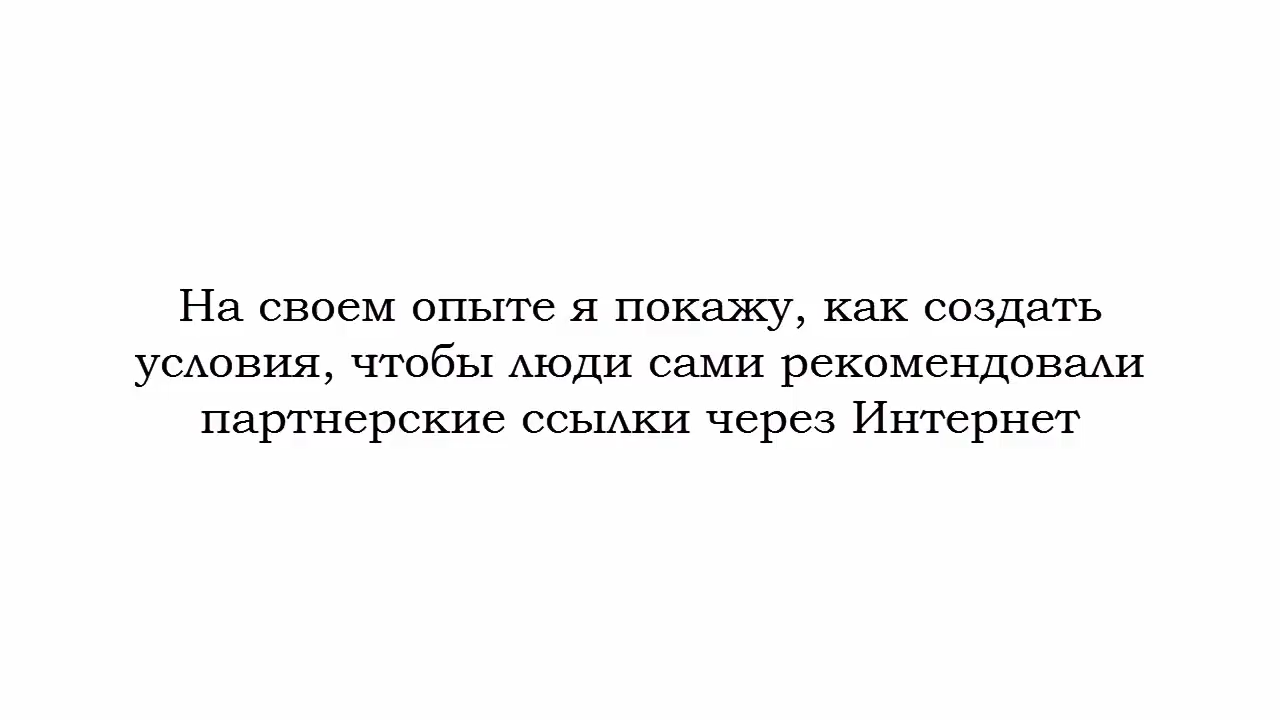 На своем опыте я покажу, как создать
условия, чтобы люди сами рекомендовали
партнерские ссылки через Интернет